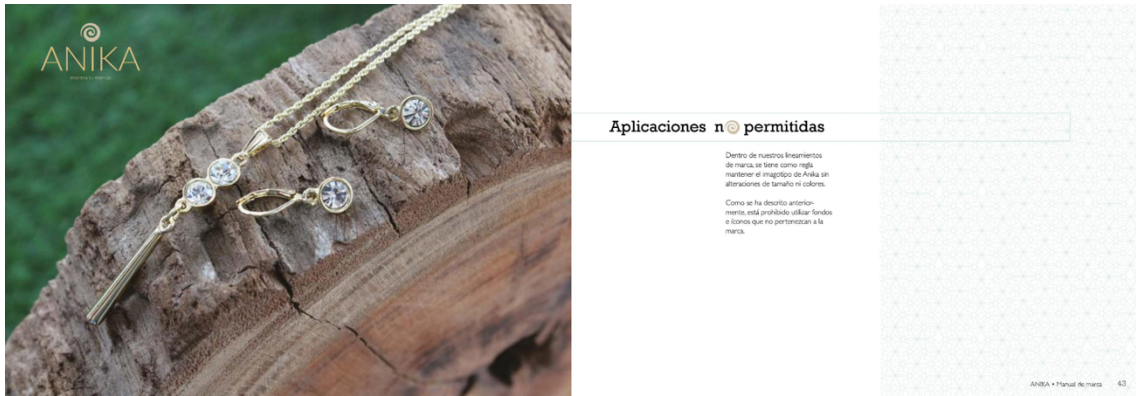 ANIKA
Aplicaciones no permitidas
Dentro de nuestros lineamientos
de marca, se tiene como regla
mantener el imagotipo de Anika sin
alteraciones de tamaño ni colores.
Como se ha descrito anterior-
mente, está prohibido utilizar fondos
e íconos que no pertenezcan a la
marca.
ANIKA • Manual de marca 43